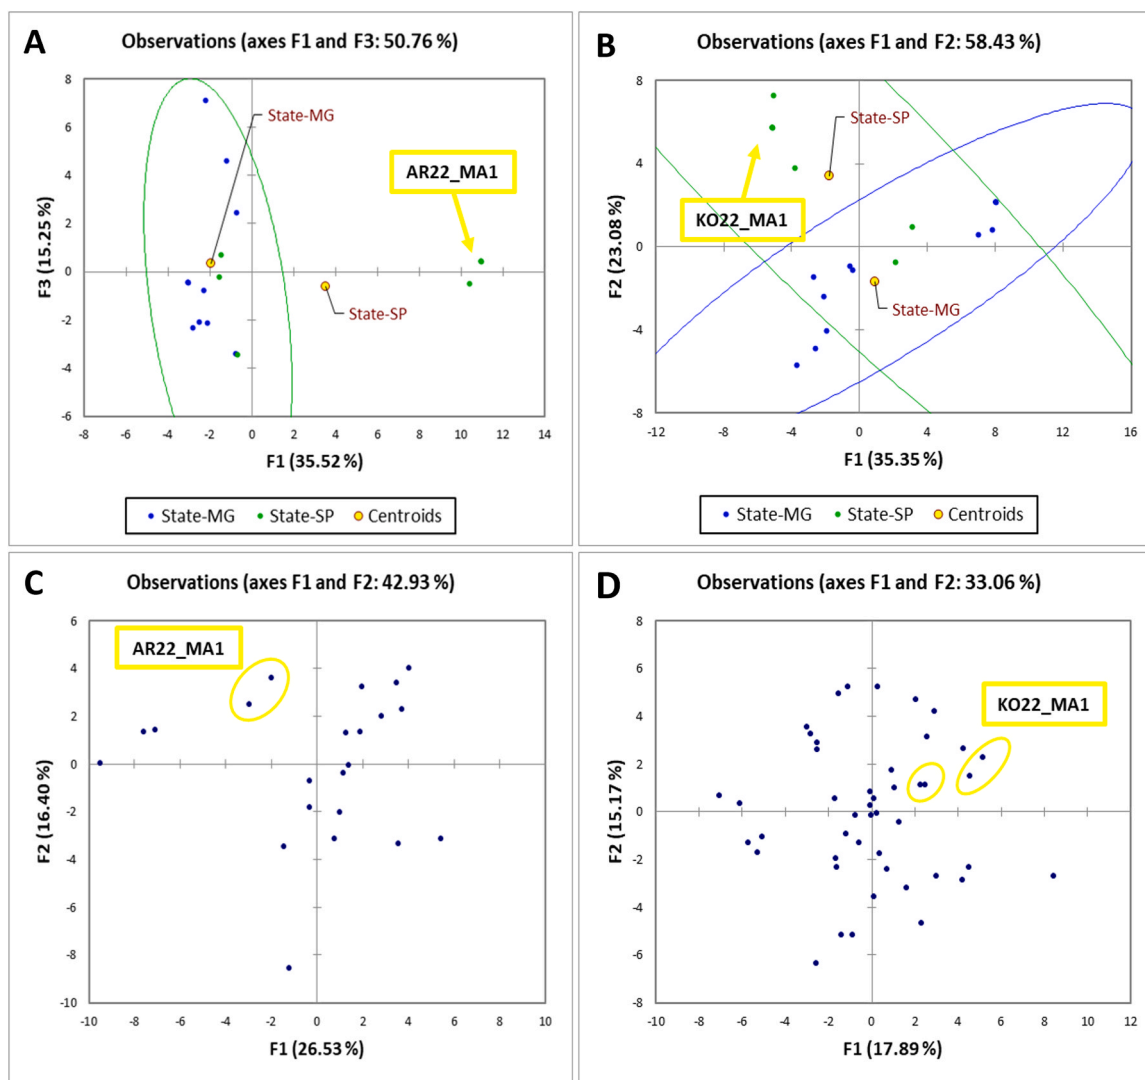 A
Observations (axes F1 and F3: 50.76 %)
8
6
4
2
0
-2
-4
-6
F3 (15.25 %)
State-MG
AR22_MA1
State-SP
-8 -6 -4 -2 0 2 4 6 8 10 12 14
F1 (35.52 %)
State-MG State-SP Centroids
B
Observations (axes F1 and F2: 58.43 %)
8
4
0
-4
-8
F2 (23.08 %)
State-SP
KO22_MA1
State-MG
-12 -8 -4 0 4 8 12 16
F1 (35.35 %)
State-MG State-SP Centroids
C
Observations (axes F1 and F2: 42.93 %)
6
4
2
0
-2
-4
-6
-8
-10
F2 (16.40 %)
AR22_MA1
-10 -8 -6 -4 -2 0 2 4 6 8 10
F1 (26.53 %)
D
Observations (axes F1 and F2: 33.06 %)
8
6
4
2
0
-2
-4
-6
-8
F2 (15.17 %)
KO22_MA1
-10 -8 -6 -4 -2 0 2 4 6 8 10 12
F1 (17.89 %)